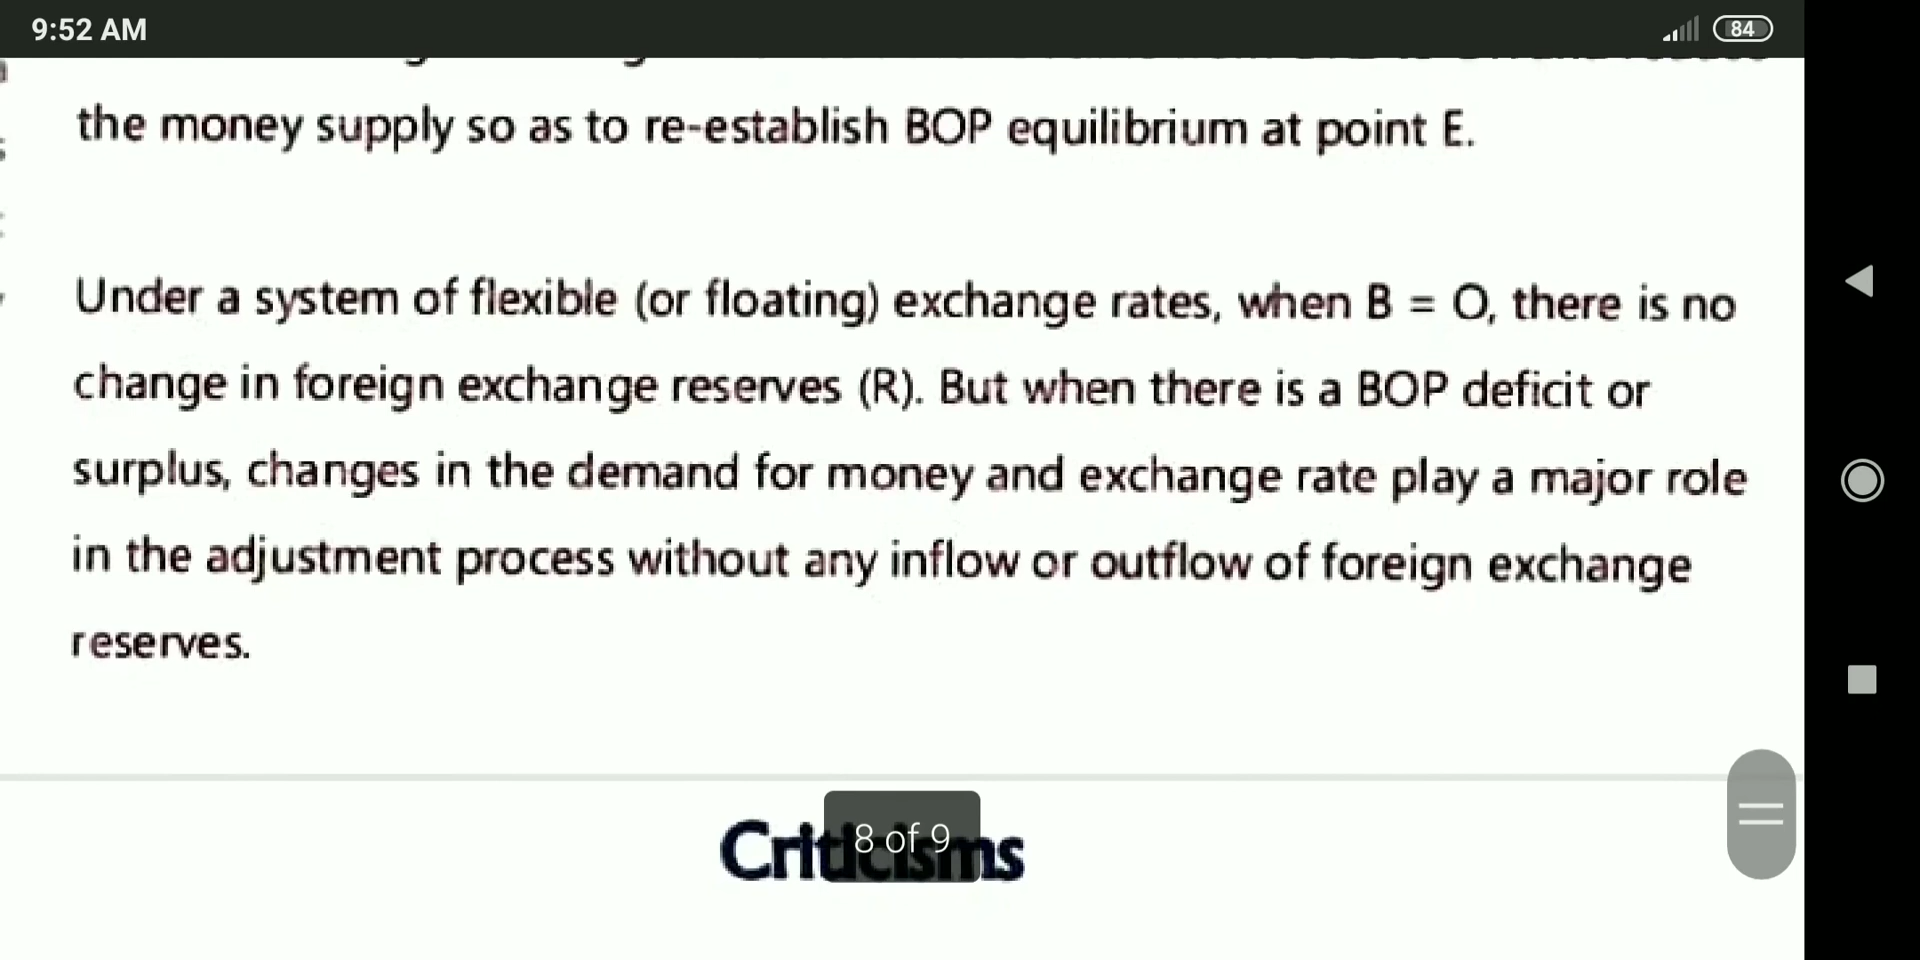 9:52 AM
84
the money supply so as to re-establish BOP equilibrium at point E.
Under a system of flexible (or floating) exchange rates, when B = O, there is no
change in foreign exchange reserves (R). But when there is a BOP deficit or
surplus, changes in the demand for money and exchange rate play a major role
in the adjustment process without any inflow or outflow of foreign exchange
reserves.
8 of 9
Criticisms